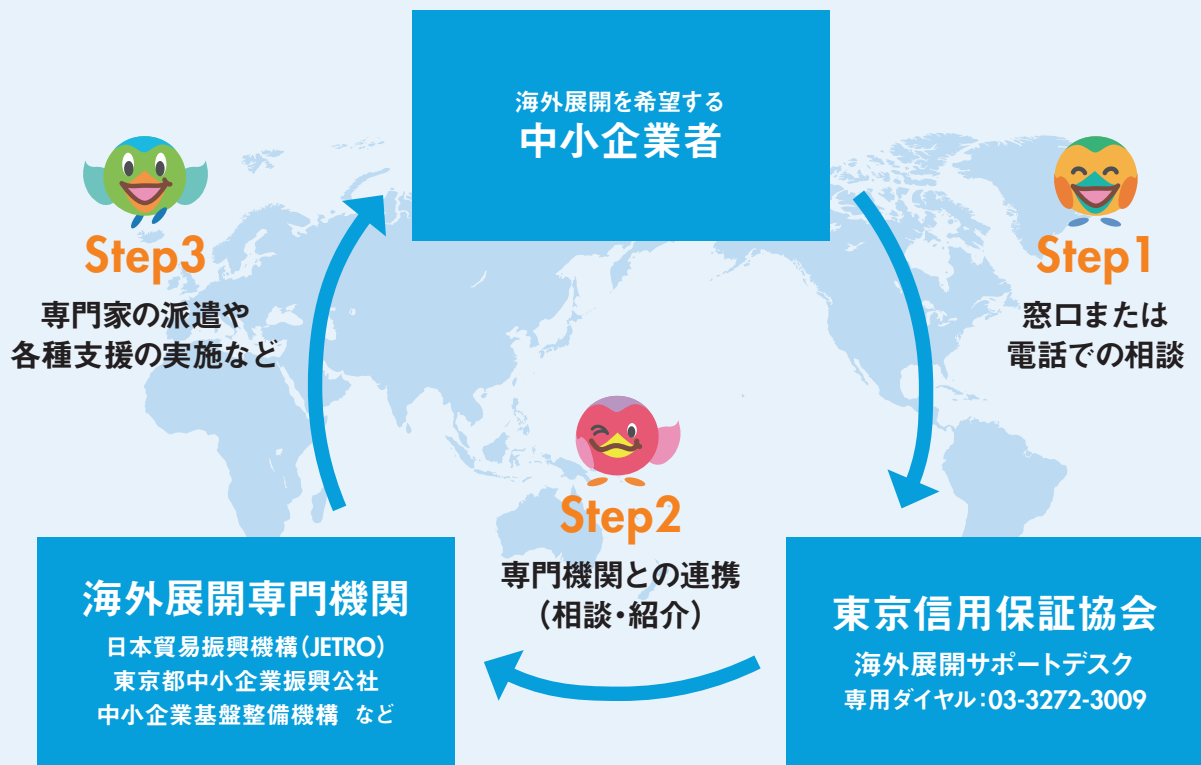 海外展開を希望する
中小企業者
Step1
窓口または
電話での相談
東京信用保証協会
海外展開サポートデスク
専用ダイヤル：03-3272-3009
Step2
専門機関との連携
（相談・紹介）
海外展開専門機関
日本貿易振興機構（JETRO）
東京都中小企業振興公社
中小企業基盤整備機構 など
Step3
専門家の派遣や
各種支援の実施など